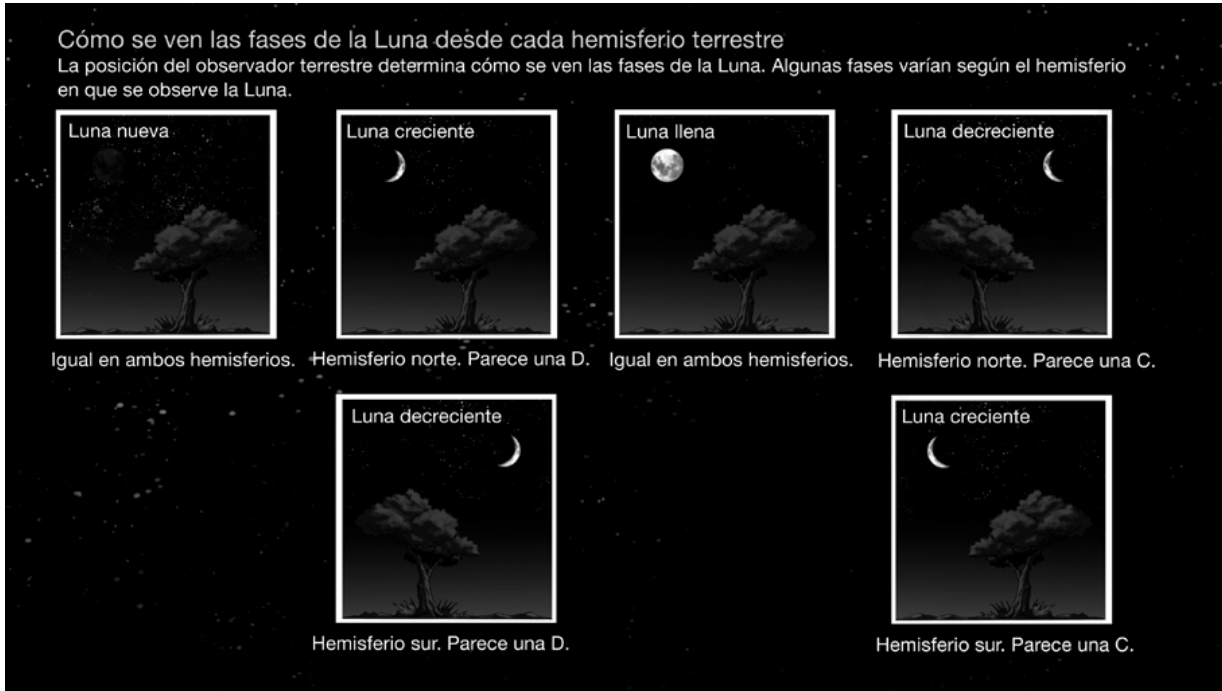 Cómo se ven las fases de la Luna desde cada hemisferio terrestre
La posición del observador terrestre determina cómo se ven las fases de la Luna. Algunas fases varían según el hemisferio
en que se observe la Luna.
Luna nueva
Igual en ambos hemisferios.
Luna creciente
Hemisferio norte. Parece una D.
Luna llena
Igual en ambos hemisferios.
Luna decreciente
Hemisferio norte. Parece una C.
Luna decreciente
Hemisferio sur. Parece una D.
Luna creciente
Hemisferio sur. Parece una C.